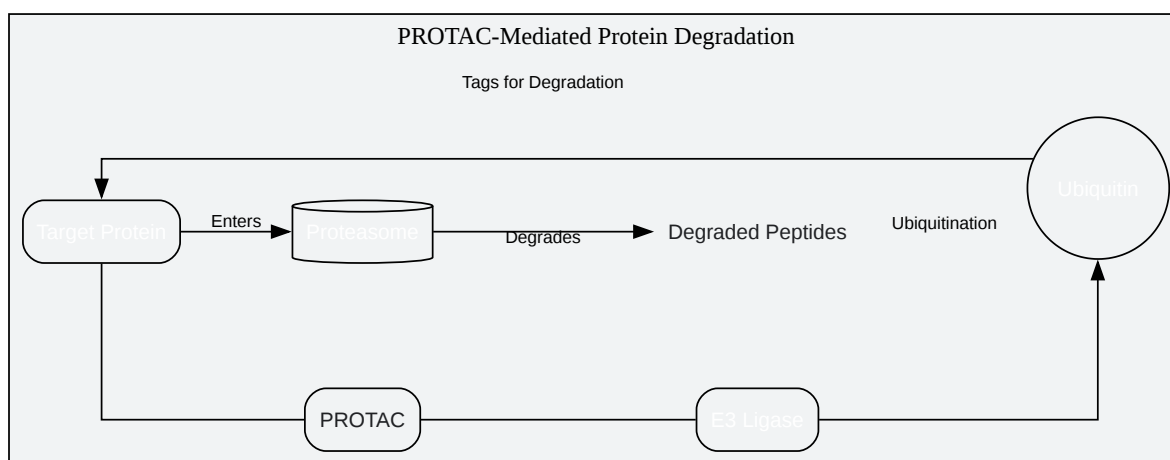 PROTAC-Mediated Protein Degradation
Tags for Degradation
Ubiquitin
Target Protein
Enters
Proteasome
Degrades
Degraded Peptides
Ubiquitination
PROTAC
E3 Ligase